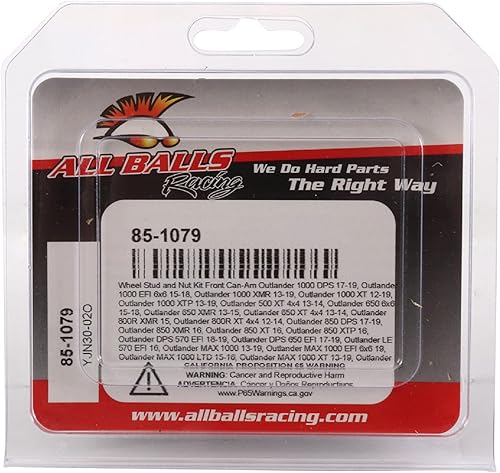 ALL BALLS
Racing
We Do Hard Parts
The Right Way
85-1079
Wheel Stud and Nut Kit Front Can-Am Outlander 1000 DPS 17-19, Outlander
1000 EFI 6x6 15-18, Outlander 1000 XMR 13-19, Outlander 1000 XT 12-19,
Outlander 1000 XTP 13-19, Outlander 500 XT 4x4 13-14, Outlander 650 6x6
15-18, Outlander 650 XMR 13-15, Outlander 650 XT 4x4 13-14, Outlander
800R XMR 15, Outlander 800R XT 4x4 12-14, Outlander 850 DPS 17-19,
Outlander 850 XMR 16, Outlander 850 XT 16, Outlander 850 XTP 16,
Outlander DPS 570 EFI 18-19, Outlander DPS 650 EFI 17-19, Outlander LE
570 EFI 16, Outlander MAX 1000 13-19, Outlander MAX 1000 EFI 6x6 19,
Outlander MAX 1000 LTD 15-16, Outlander MAX 1000 XT 13-19, Outlander
CALIFORNIA PROPOSITION 65 WARNING
WARNING: Cancer and Reproductive Harm
ADVERTENCIA: Cancer y Daños Reproductivos
www.P65Warnings.ca.gov
85-1079
YJN30-02O
www.allballsracing.com